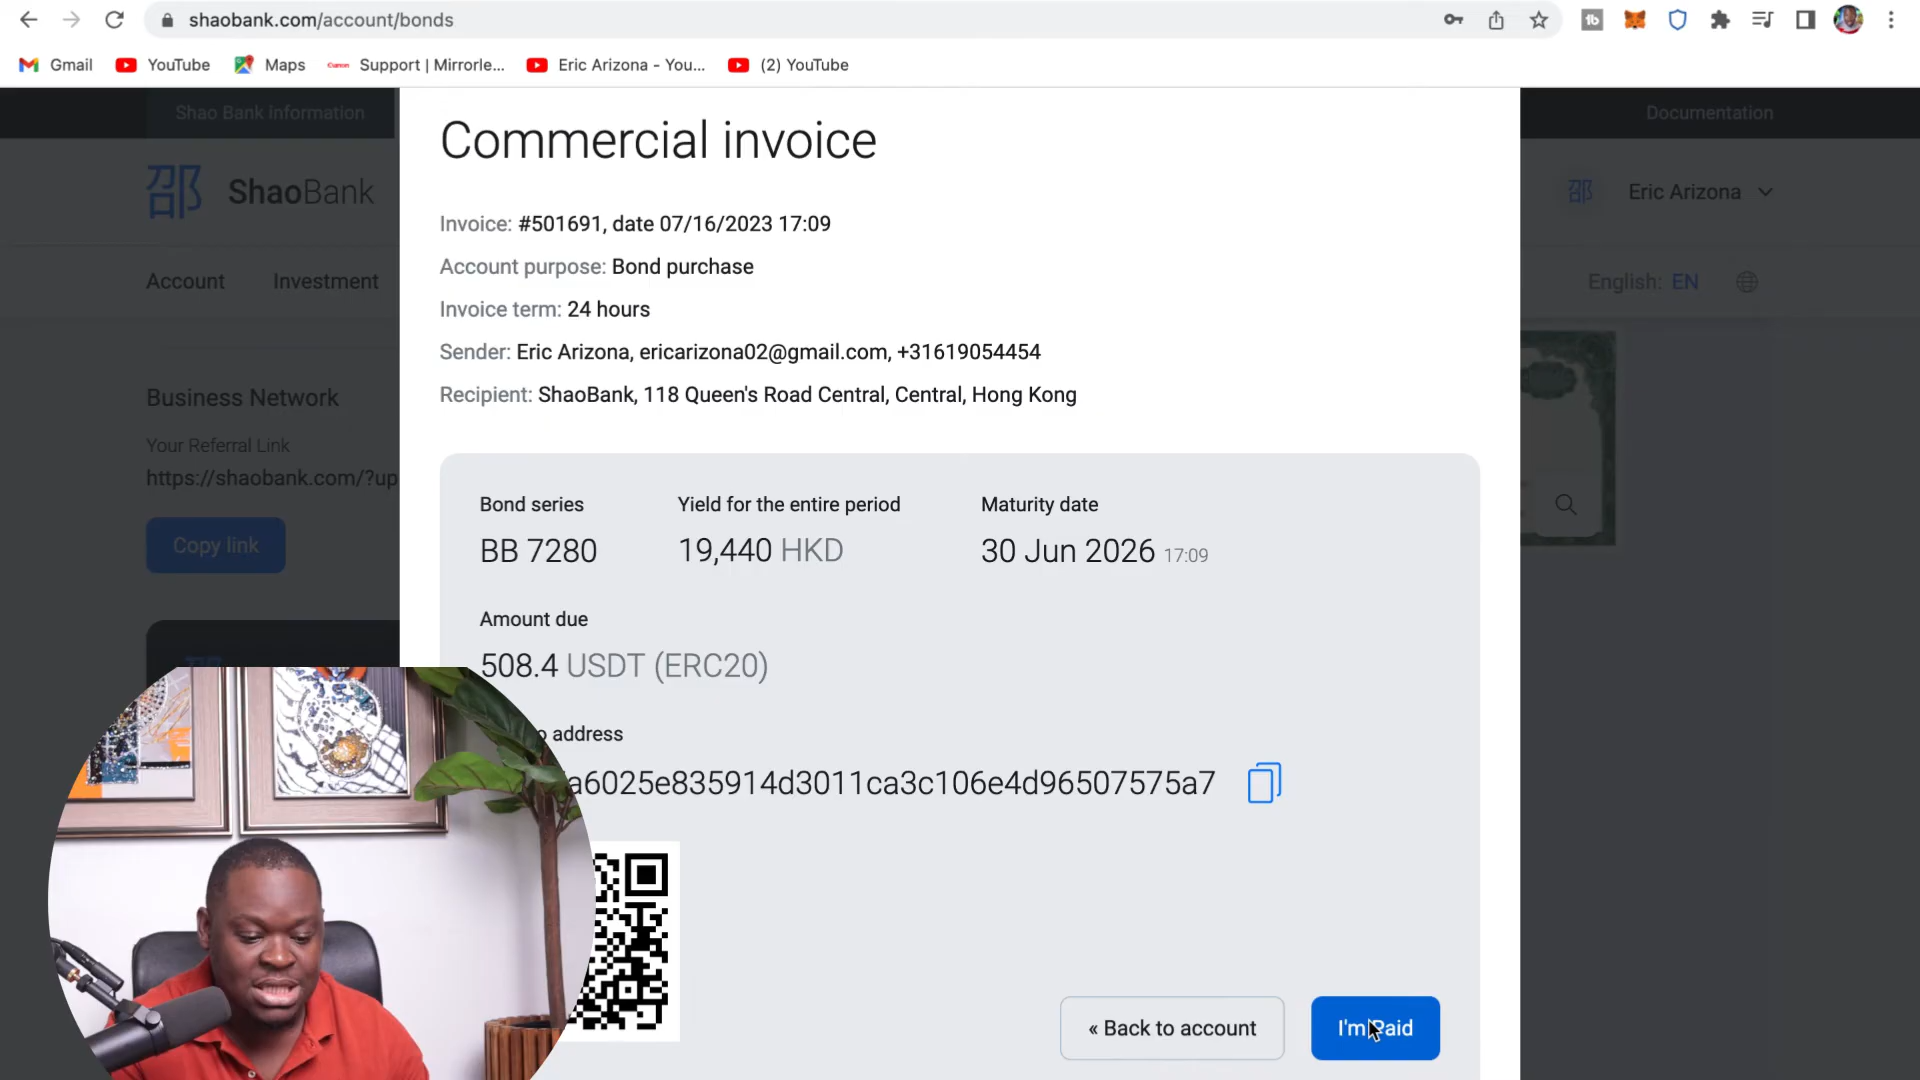 shaobank.com/account/bonds
Gmail
YouTube
Maps
Canon
Support | Mirrorle...
Eric Arizona - You...
(2) YouTube
Shao Bank Information
Documentation
邵 ShaoBank
邵 Eric Arizona
Account
Investment
English: EN
Business Network
Your Referral Link
https://shaobank.com/?up
Copy link
Commercial invoice
Invoice: #501691, date 07/16/2023 17:09
Account purpose: Bond purchase
Invoice term: 24 hours
Sender: Eric Arizona, ericarizona02@gmail.com, +31619054454
Recipient: ShaoBank, 118 Queen's Road Central, Central, Hong Kong
Bond series
Yield for the entire period
Maturity date
BB 7280
19,440 HKD
30 Jun 2026 17:09
Amount due
508.4 USDT (ERC20)
address
a6025e835914d3011ca3c106e4d96507575a7
« Back to account
I'm Paid